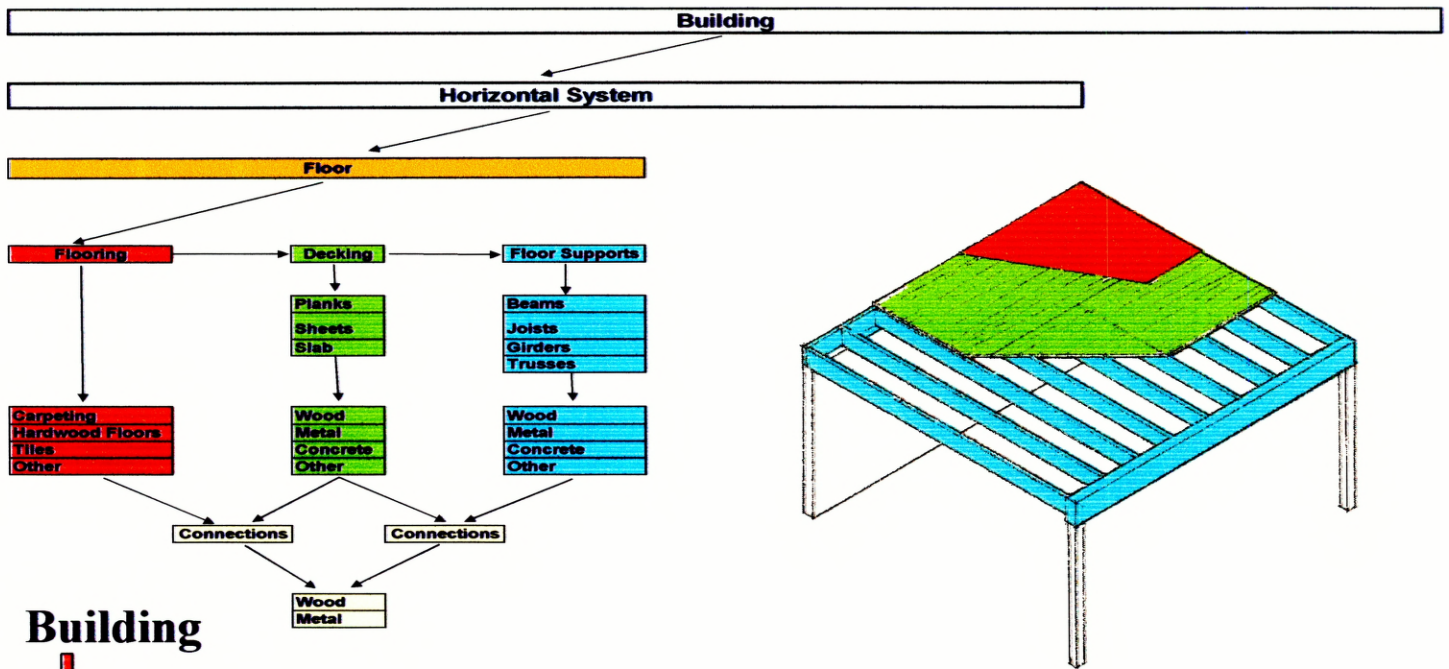 Building
Horizontal System
Floor
Flooring
Decking
Floor Supports
Planks
Sheets
Slab
Beams
Joists
Girders
Trusses
Carpeting
Hardwood Floors
Tiles
Other
Wood
Metal
Concrete
Other
Wood
Metal
Concrete
Other
Connections
Connections
Wood
Metal
Building